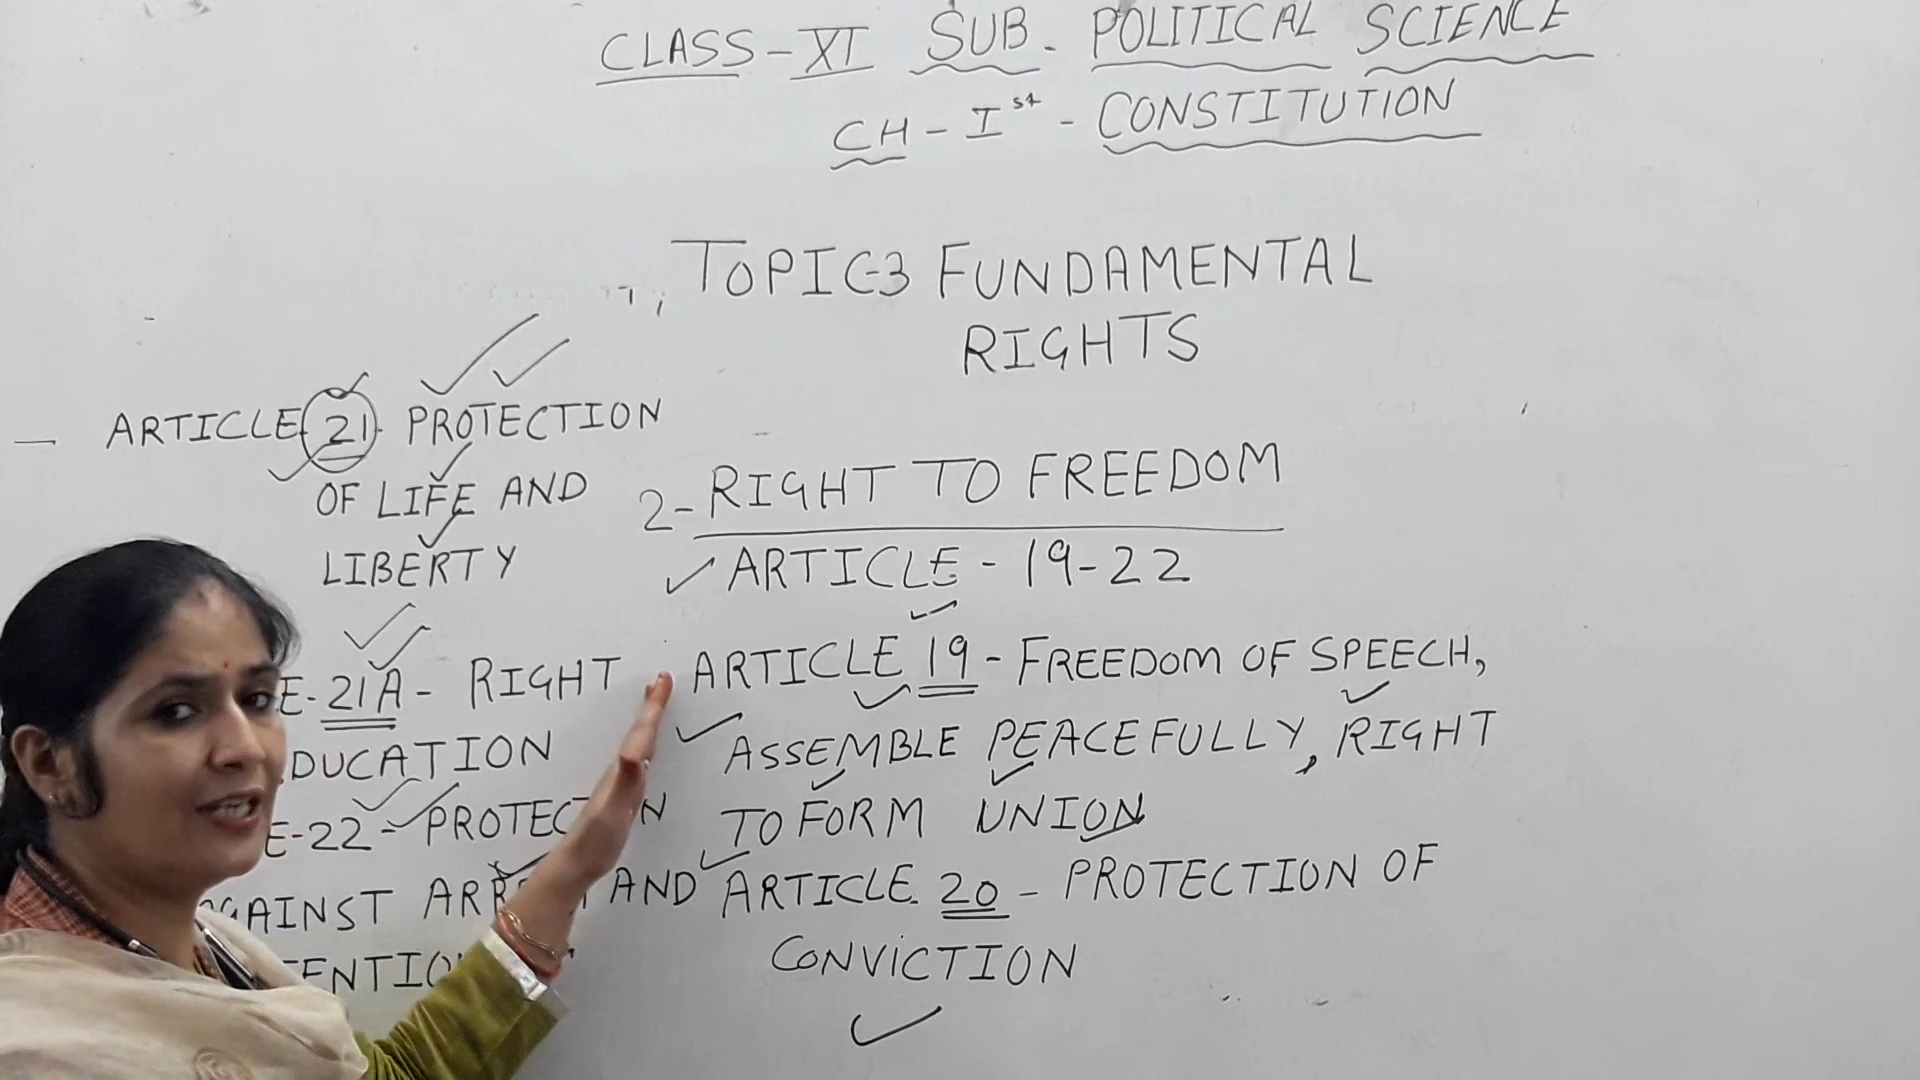 CLASS-XI SUB. POLITICAL SCIENCE
CH-Ist - CONSTITUTION
TOPIC-3 FUNDAMENTAL
RIGHTS
2-RIGHT TO FREEDOM
ARTICLE - 19-22
ARTICLE 19 - FREEDOM OF SPEECH,
ASSEMBLE PEACEFULLY, RIGHT
TO FORM UNION
ARTICLE. 20 - PROTECTION OF
CONVICTION
— ARTICLE 21 PROTECTION
OF LIFE AND
LIBERTY
E-21A - RIGHT
DUCATION
E-22 - PROTEC N
GAINST AND
ENTIO